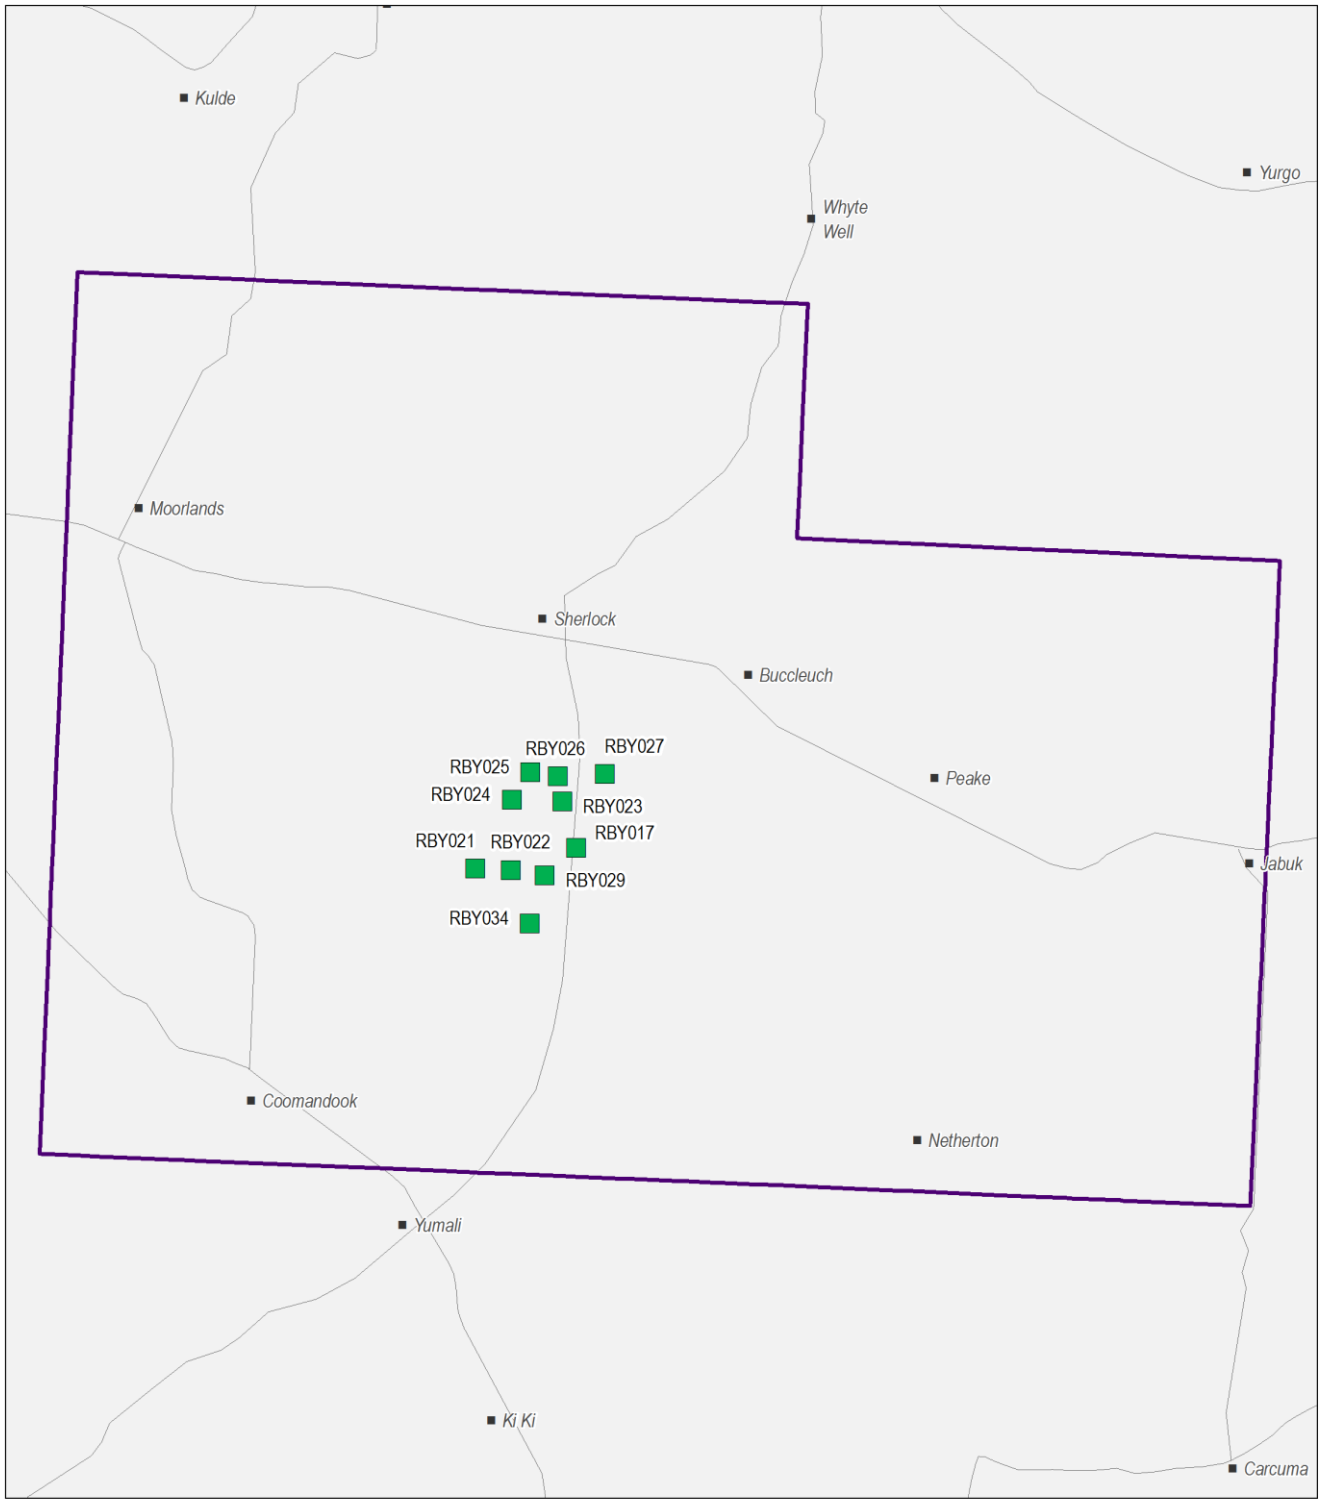 Kulde
Yurgo
Whyte
Well
Moorlands
Sherlock
Buccleuch
RBY026
RBY027
RBY025
Peake
RBY024
RBY023
RBY017
RBY021
RBY022
Jabuk
RBY029
RBY034
Coomandook
Netherton
Yumali
Ki Ki
Carcuma